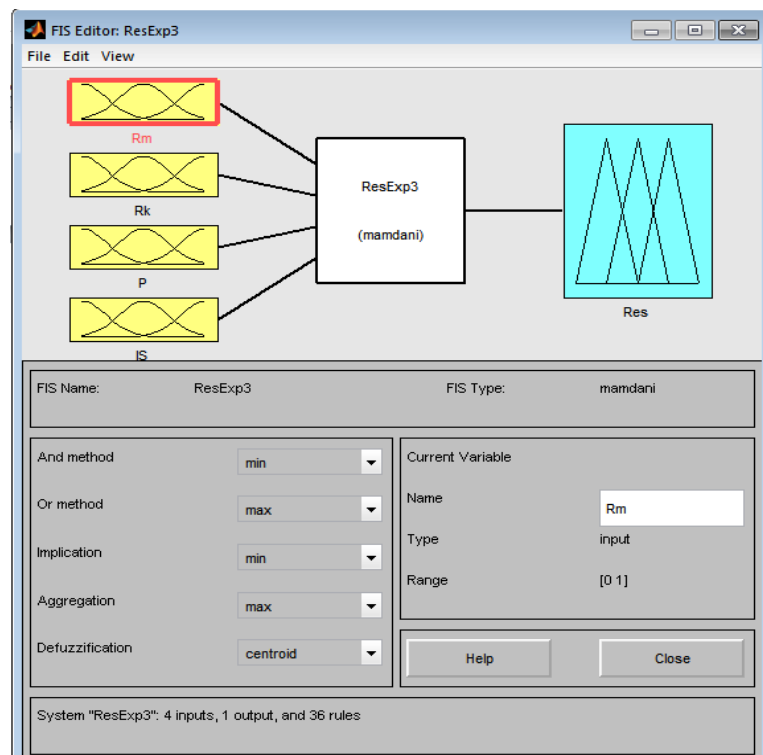 FIS Editor: ResExp3
File Edit View
Rm
Rk
P
IS
ResExp3
(mamdani)
Res
FIS Name: ResExp3 FIS Type: mamdani
And method min
Or method max
Implication min
Aggregation max
Defuzzification centroid
Current Variable
Name Rm
Type input
Range [0 1]
Help Close
System "ResExp3": 4 inputs, 1 output, and 36 rules